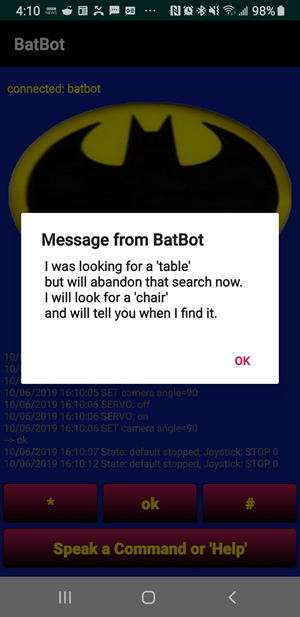 4:10 98%
BatBot
connected: batbot
Message from BatBot
I was looking for a 'table'
but will abandon that search now.
I will look for a 'chair'
and will tell you when I find it.
OK
10/06/2019 16:10:05 SET camera angle=90
10/06/2019 16:10:06 SERVO: off
10/06/2019 16:10:06 SERVO: on
10/06/2019 16:10:06 SET camera angle=90
--> ok
10/06/2019 16:10:07 State: default stopped, Joystick: STOP 0
10/06/2019 16:10:12 State: default stopped, Joystick: STOP 0
* ok #
Speak a Command or 'Help'